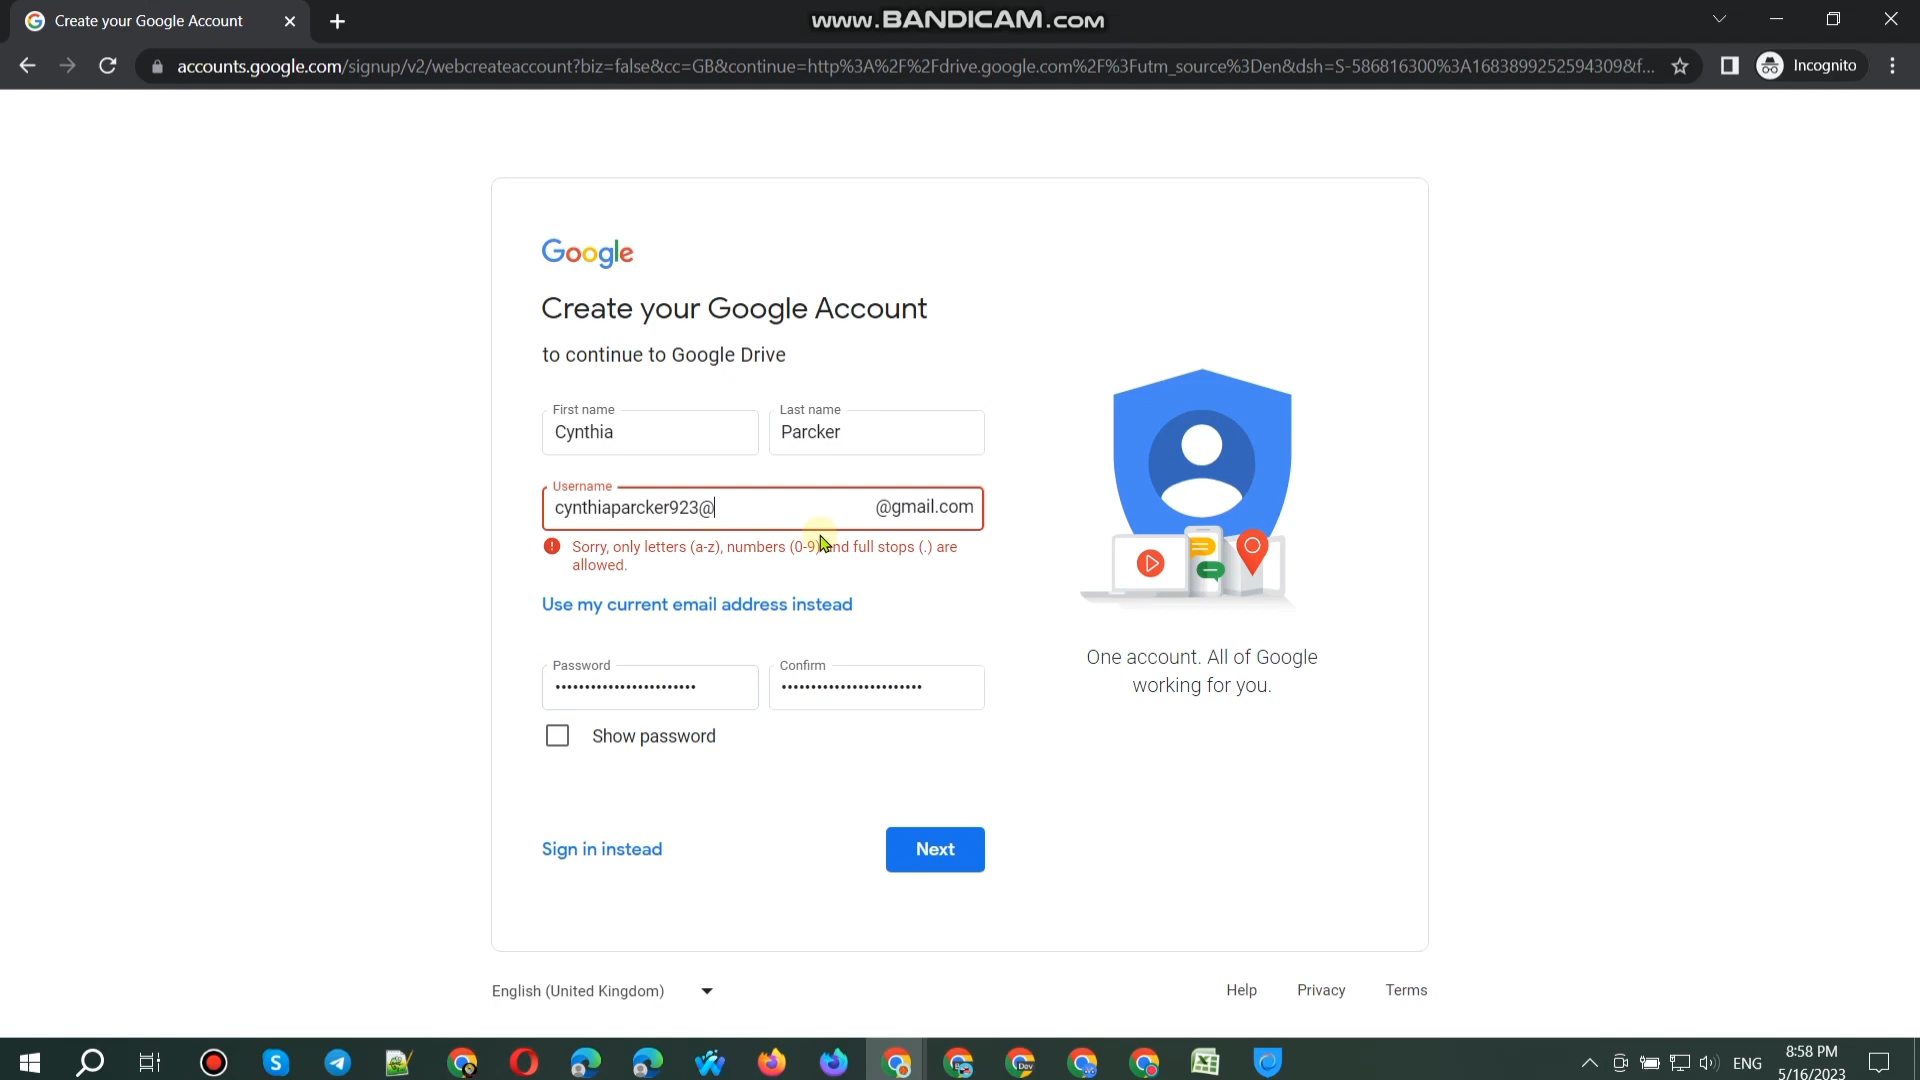 Create your Google Account
www.BANDICAM.com
accounts.google.com/signup/v2/webcreateaccount?biz=false&cc=GB&continue=http%3A%2F%2Fdrive.google.com%2F%3Futm_source%3Den&dsh=S-586816300%3A1683899252594309&f...
Incognito
Google
Create your Google Account
to continue to Google Drive
First name
Last name
Cynthia
Parcker
Username
cynthiaparcker923@
@gmail.com
Sorry, only letters (a-z), numbers (0-9) and full stops (.) are
allowed.
Use my current email address instead
Password
Confirm
Show password
One account. All of Google
working for you.
Sign in instead
Next
English (United Kingdom)
Help
Privacy
Terms
Dev
ENG
8:58 PM
5/16/2023